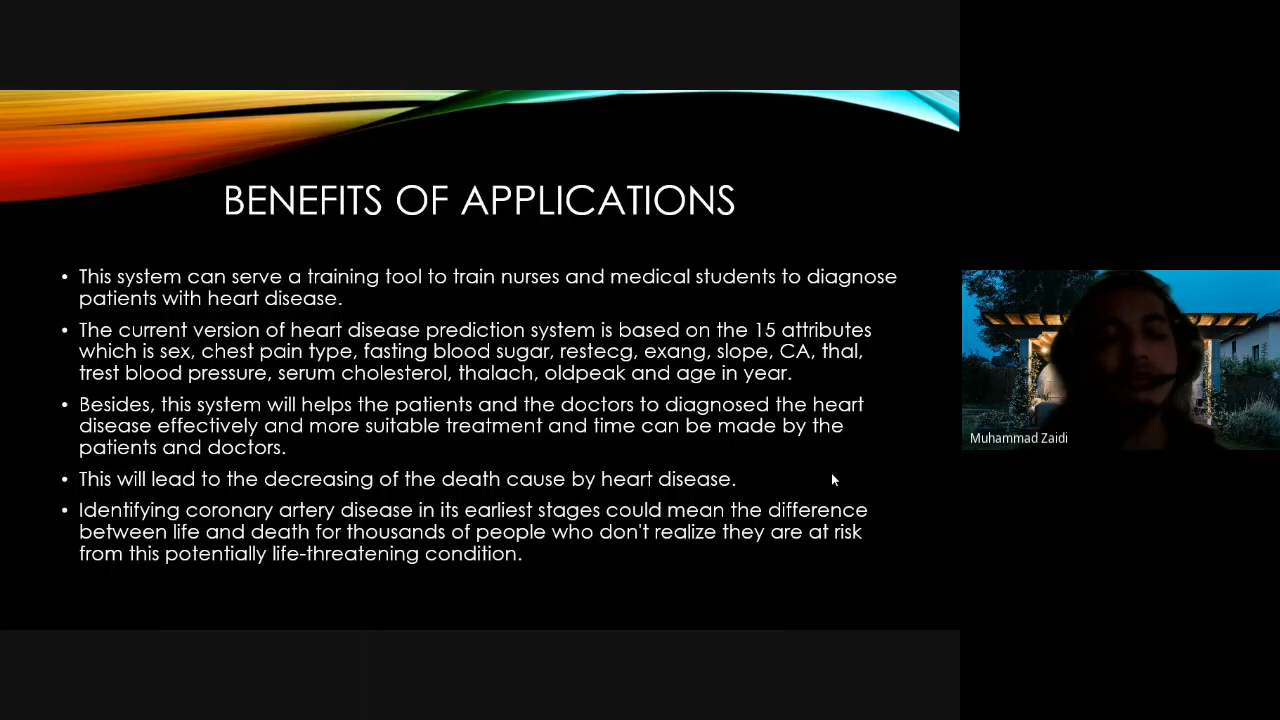 BENEFITS OF APPLICATIONS
• This system can serve a training tool to train nurses and medical students to diagnose
patients with heart disease.
• The current version of heart disease prediction system is based on the 15 attributes
which is sex, chest pain type, fasting blood sugar, restecg, exang, slope, CA, thal,
trest blood pressure, serum cholesterol, thalach, oldpeak and age in year.
• Besides, this system will helps the patients and the doctors to diagnosed the heart
disease effectively and more suitable treatment and time can be made by the
patients and doctors.
• This will lead to the decreasing of the death cause by heart disease.
• Identifying coronary artery disease in its earliest stages could mean the difference
between life and death for thousands of people who don't realize they are at risk
from this potentially life-threatening condition.
Muhammad Zaidi